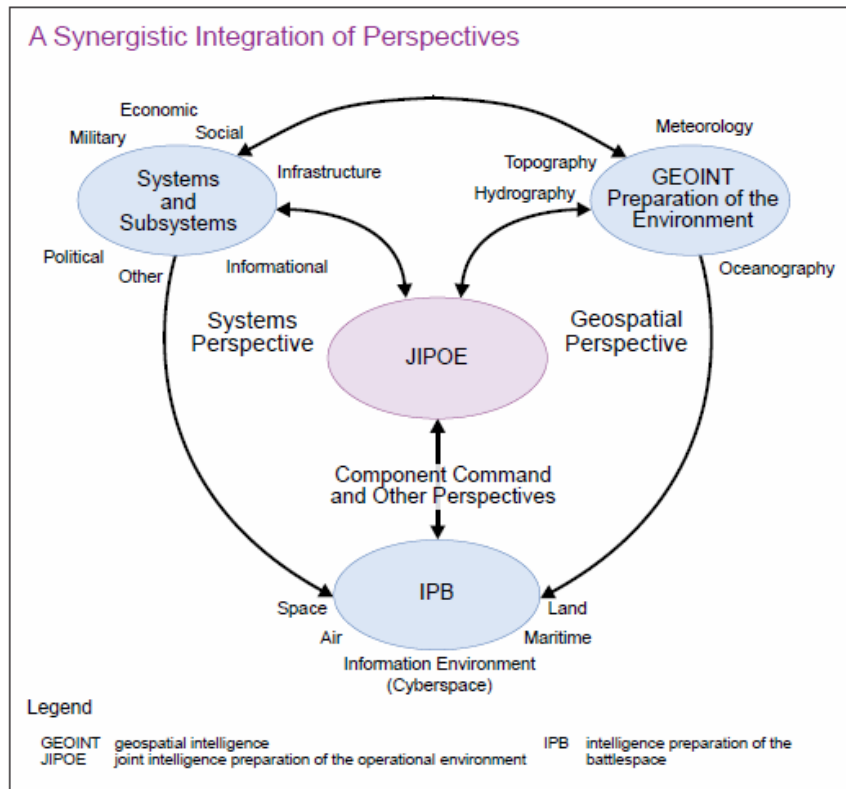 A Synergistic Integration of Perspectives
Economic
Military
Social
Meteorology
Systems
and
Subsystems
Infrastructure
Topography
Hydrography
GEOINT
Preparation of the
Environment
Political
Other
Informational
Oceanography
Systems
Perspective
Geospatial
Perspective
JIPOE
Component Command
and Other Perspectives
IPB
Space
Land
Air
Maritime
Information Environment
(Cyberspace)
Legend
GEOINT geospatial intelligence
JIPOE joint intelligence preparation of the operational environment
IPB intelligence preparation of the
battlespace